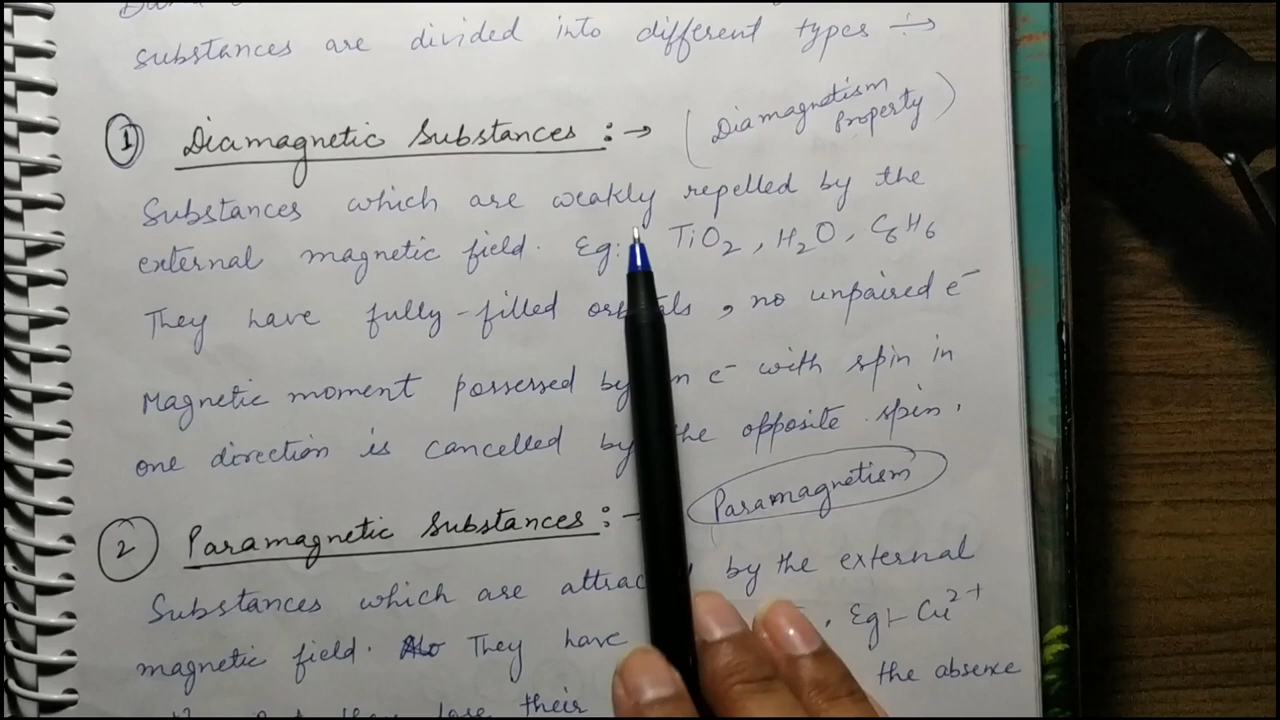 substances are divided into different types ÷→
① Diamagnetic Substances :→ (Diamagnetism Property)
Substances which are weakly repelled by the
external magnetic field. Eg: TiO₂, H₂O, C₆H₆
They have fully-filled , no unpaired e⁻
Magnetic moment possessed by e⁻ with spin in
one direction is cancelled by the opposite spin.
② Paramagnetic Substances :→ Paramagnetism
Substances which are by the external
magnetic field. They have , Eg:- Cu²⁺
lose their the absence